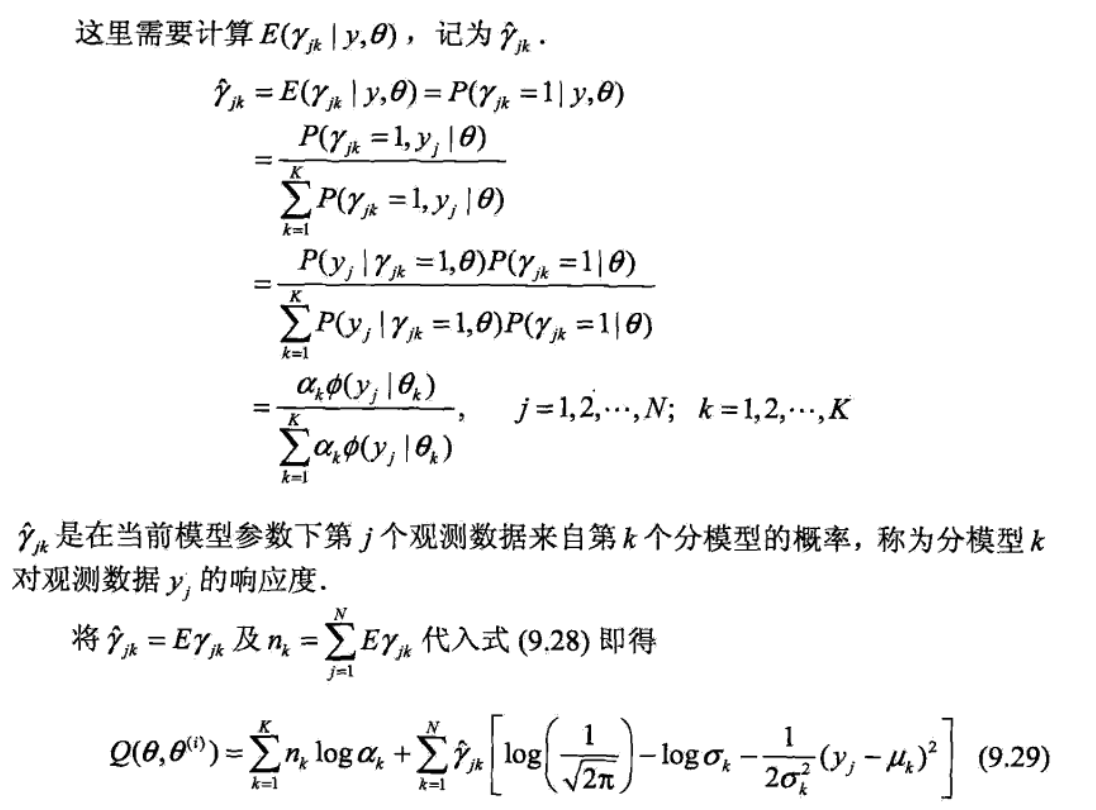 这里需要计算 $E(\gamma_{jk} \mid y,\theta)$，记为 $\hat{\gamma}_{jk}$．
$\hat{\gamma}_{jk} = E(\gamma_{jk} \mid y,\theta) = P(\gamma_{jk} = 1 \mid y,\theta)$
$= \dfrac{P(\gamma_{jk} = 1, y_j \mid \theta)}{\sum_{k=1}^{K} P(\gamma_{jk} = 1, y_j \mid \theta)}$
$= \dfrac{P(y_j \mid \gamma_{jk} = 1,\theta)P(\gamma_{jk} = 1 \mid \theta)}{\sum_{k=1}^{K} P(y_j \mid \gamma_{jk} = 1,\theta)P(\gamma_{jk} = 1 \mid \theta)}$
$= \dfrac{\alpha_k \phi(y_j \mid \theta_k)}{\sum_{k=1}^{K} \alpha_k \phi(y_j \mid \theta_k)}, \quad j = 1,2,\cdots,N; \quad k = 1,2,\cdots,K$
$\hat{\gamma}_{jk}$ 是在当前模型参数下第 $j$ 个观测数据来自第 $k$ 个分模型的概率，称为分模型 $k$
对观测数据 $y_j$ 的响应度．
将 $\hat{\gamma}_{jk} = E\gamma_{jk}$ 及 $n_k = \sum_{j=1}^{N} E\gamma_{jk}$ 代入式 (9.28) 即得
$Q(\theta,\theta^{(i)}) = \sum_{k=1}^{K} n_k \log \alpha_k + \sum_{k=1}^{N} \hat{\gamma}_{jk} \left[ \log\left(\dfrac{1}{\sqrt{2\pi}}\right) - \log \sigma_k - \dfrac{1}{2\sigma_k^2}(y_j - \mu_k)^2 \right]$ (9.29)